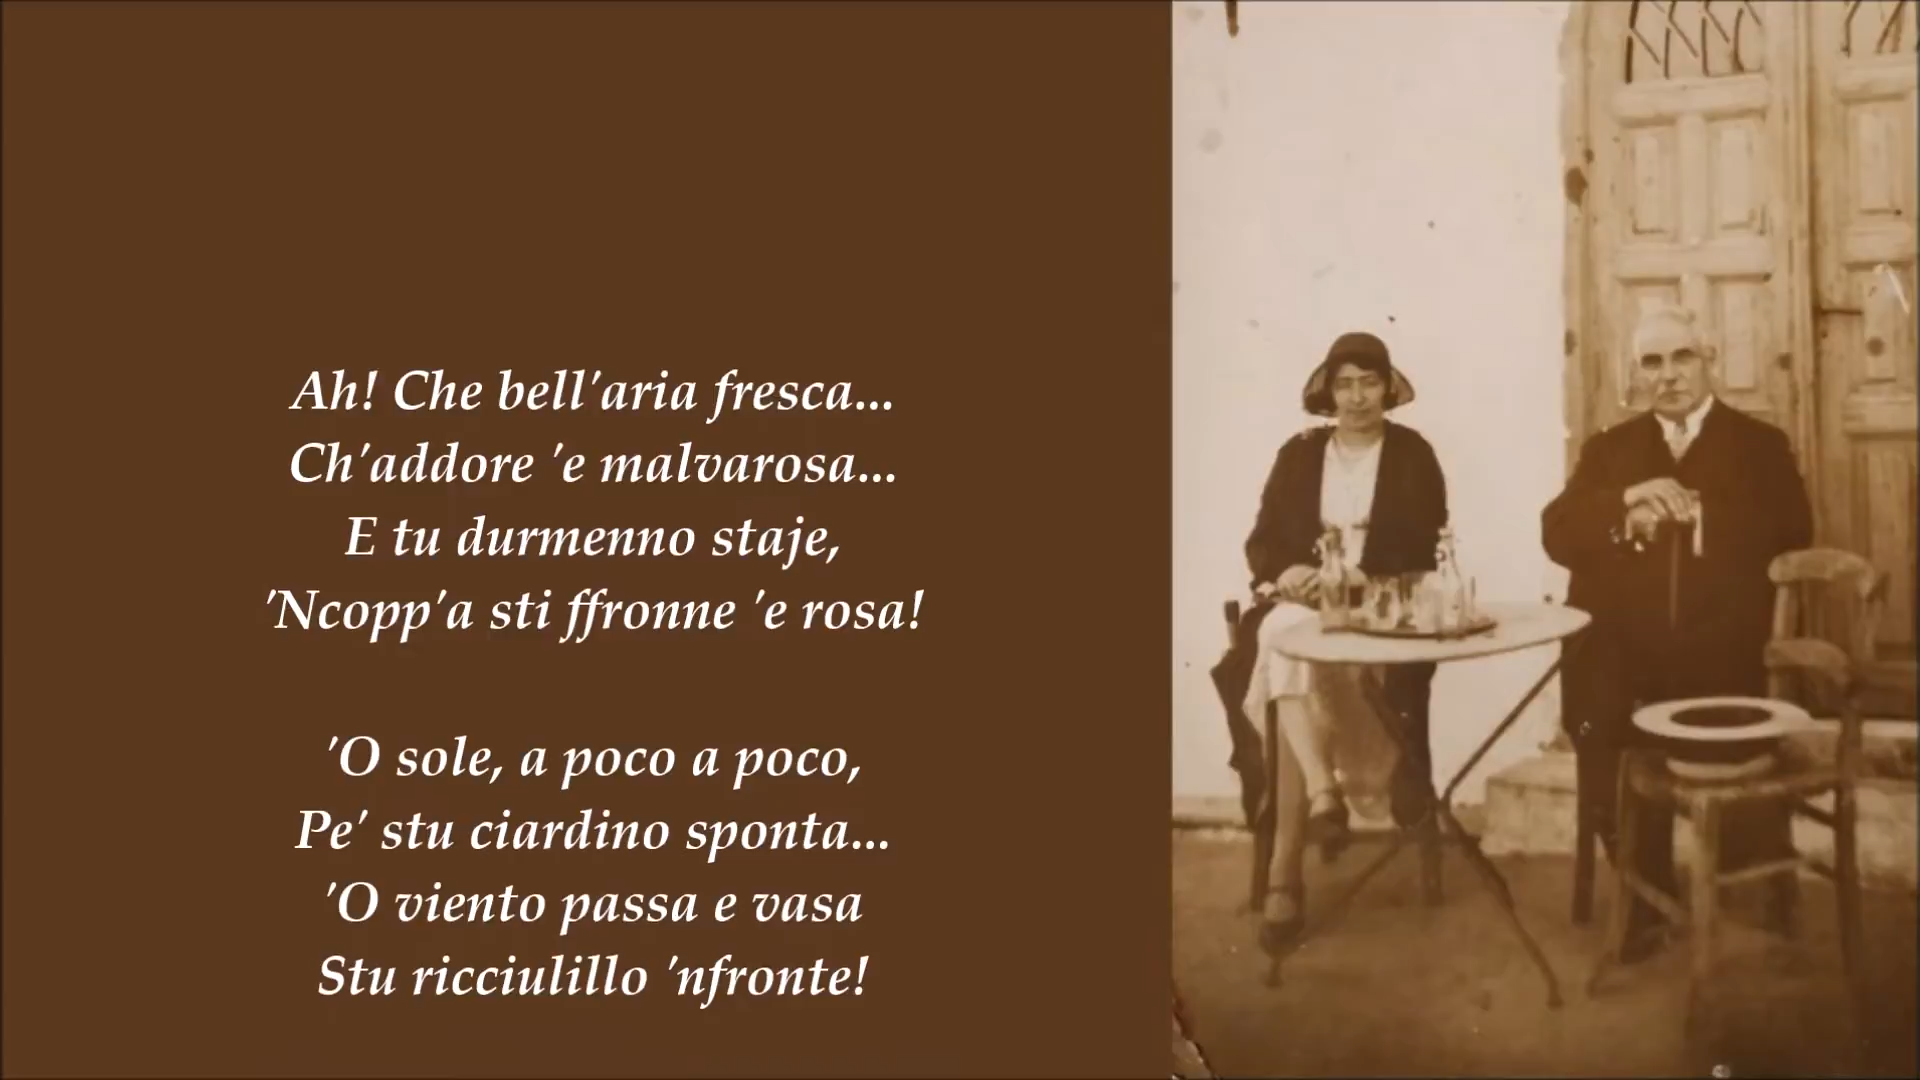 Ah! Che bell'aria fresca...
Ch'addore 'e malvarosa...
E tu durmenno staje,
'Ncopp'a sti ffronne 'e rosa!
'O sole, a poco a poco,
Pe' stu ciardino sponta...
'O viento passa e vasa
Stu ricciulillo 'nfronte!